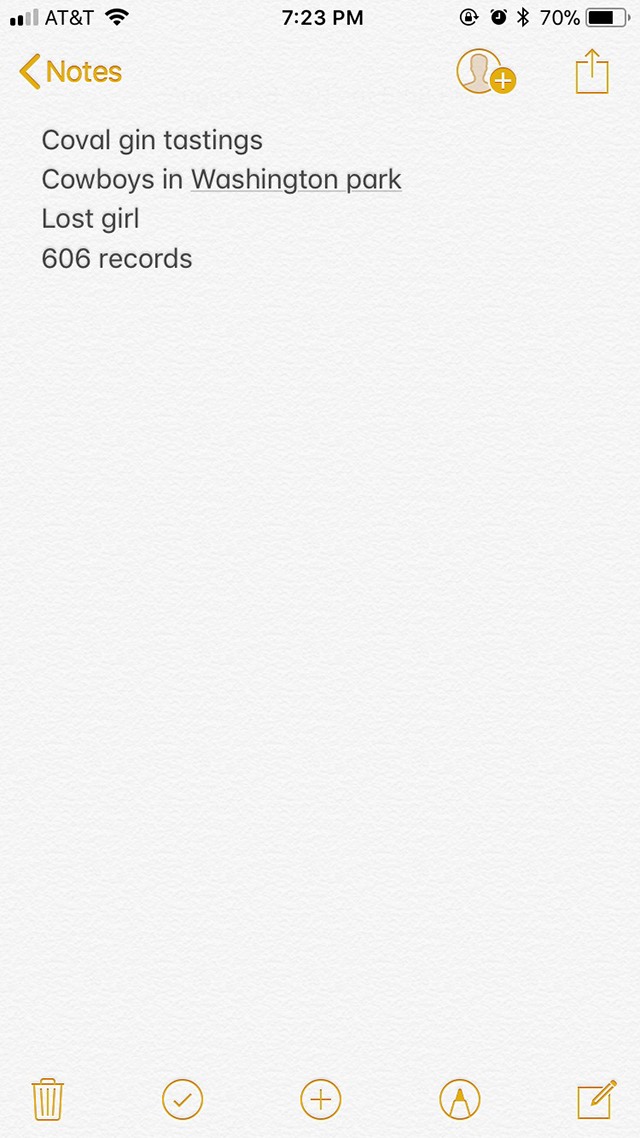 AT&T 7:23 PM 70%
Notes
Coval gin tastings
Cowboys in Washington park
Lost girl
606 records